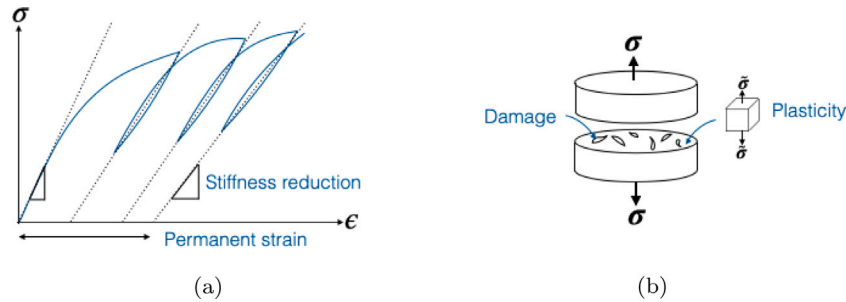 σ
Stiffness reduction
ϵ
Permanent strain
(a)
σ
Damage
σ̃
Plasticity
σ̃
σ
(b)